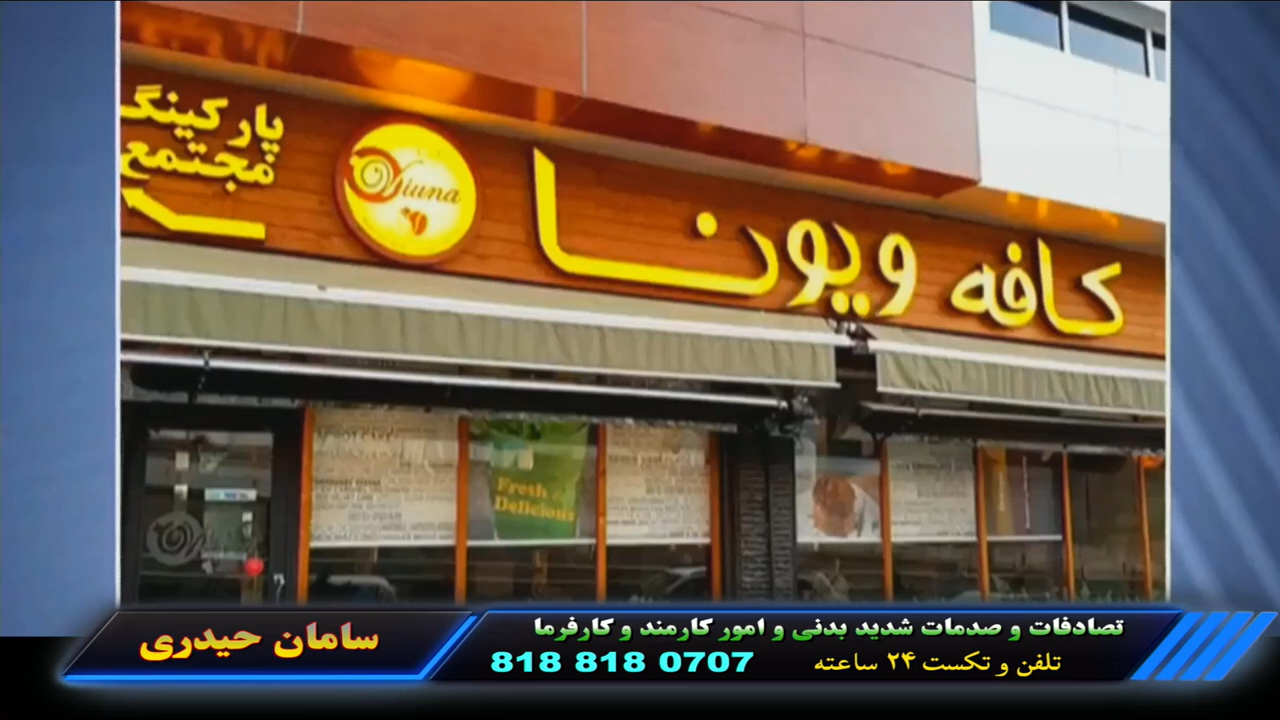 پارکینگ
مجتمع
Viuna
کافه ویونا
Fresh &
Delicious
سامان حیدری
تصادفات و صدمات شدید بدنی و امور کارمند و کارفرما
تلفن و تکست ۲۴ ساعته
818 818 0707